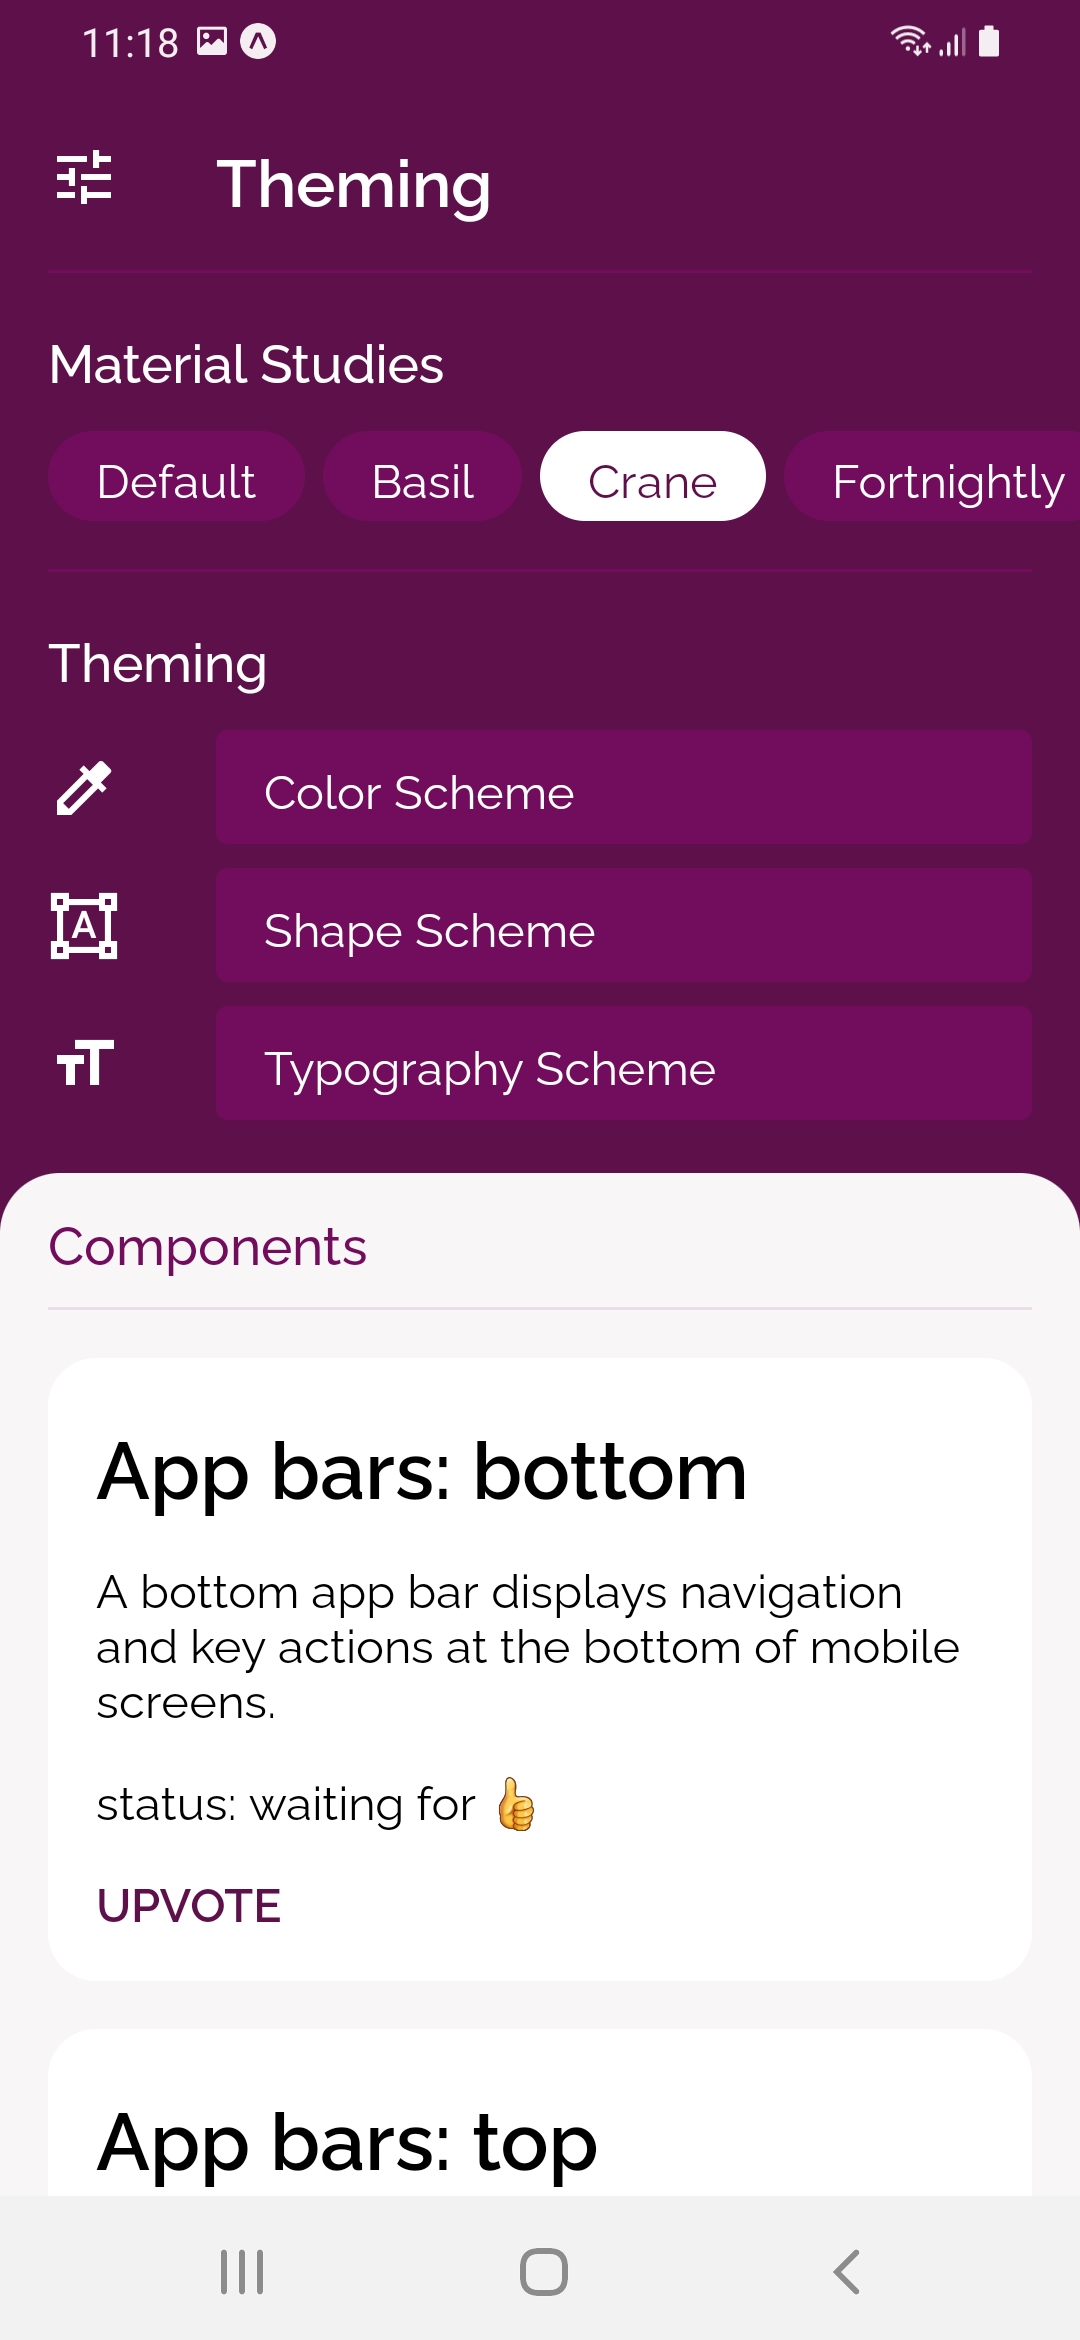 11:18
Theming
Material Studies
Default Basil Crane Fortnightly
Theming
Color Scheme
A
Shape Scheme
TT
Typography Scheme
Components
App bars: bottom
A bottom app bar displays navigation
and key actions at the bottom of mobile
screens.
status: waiting for 👍
UPVOTE
App bars: top